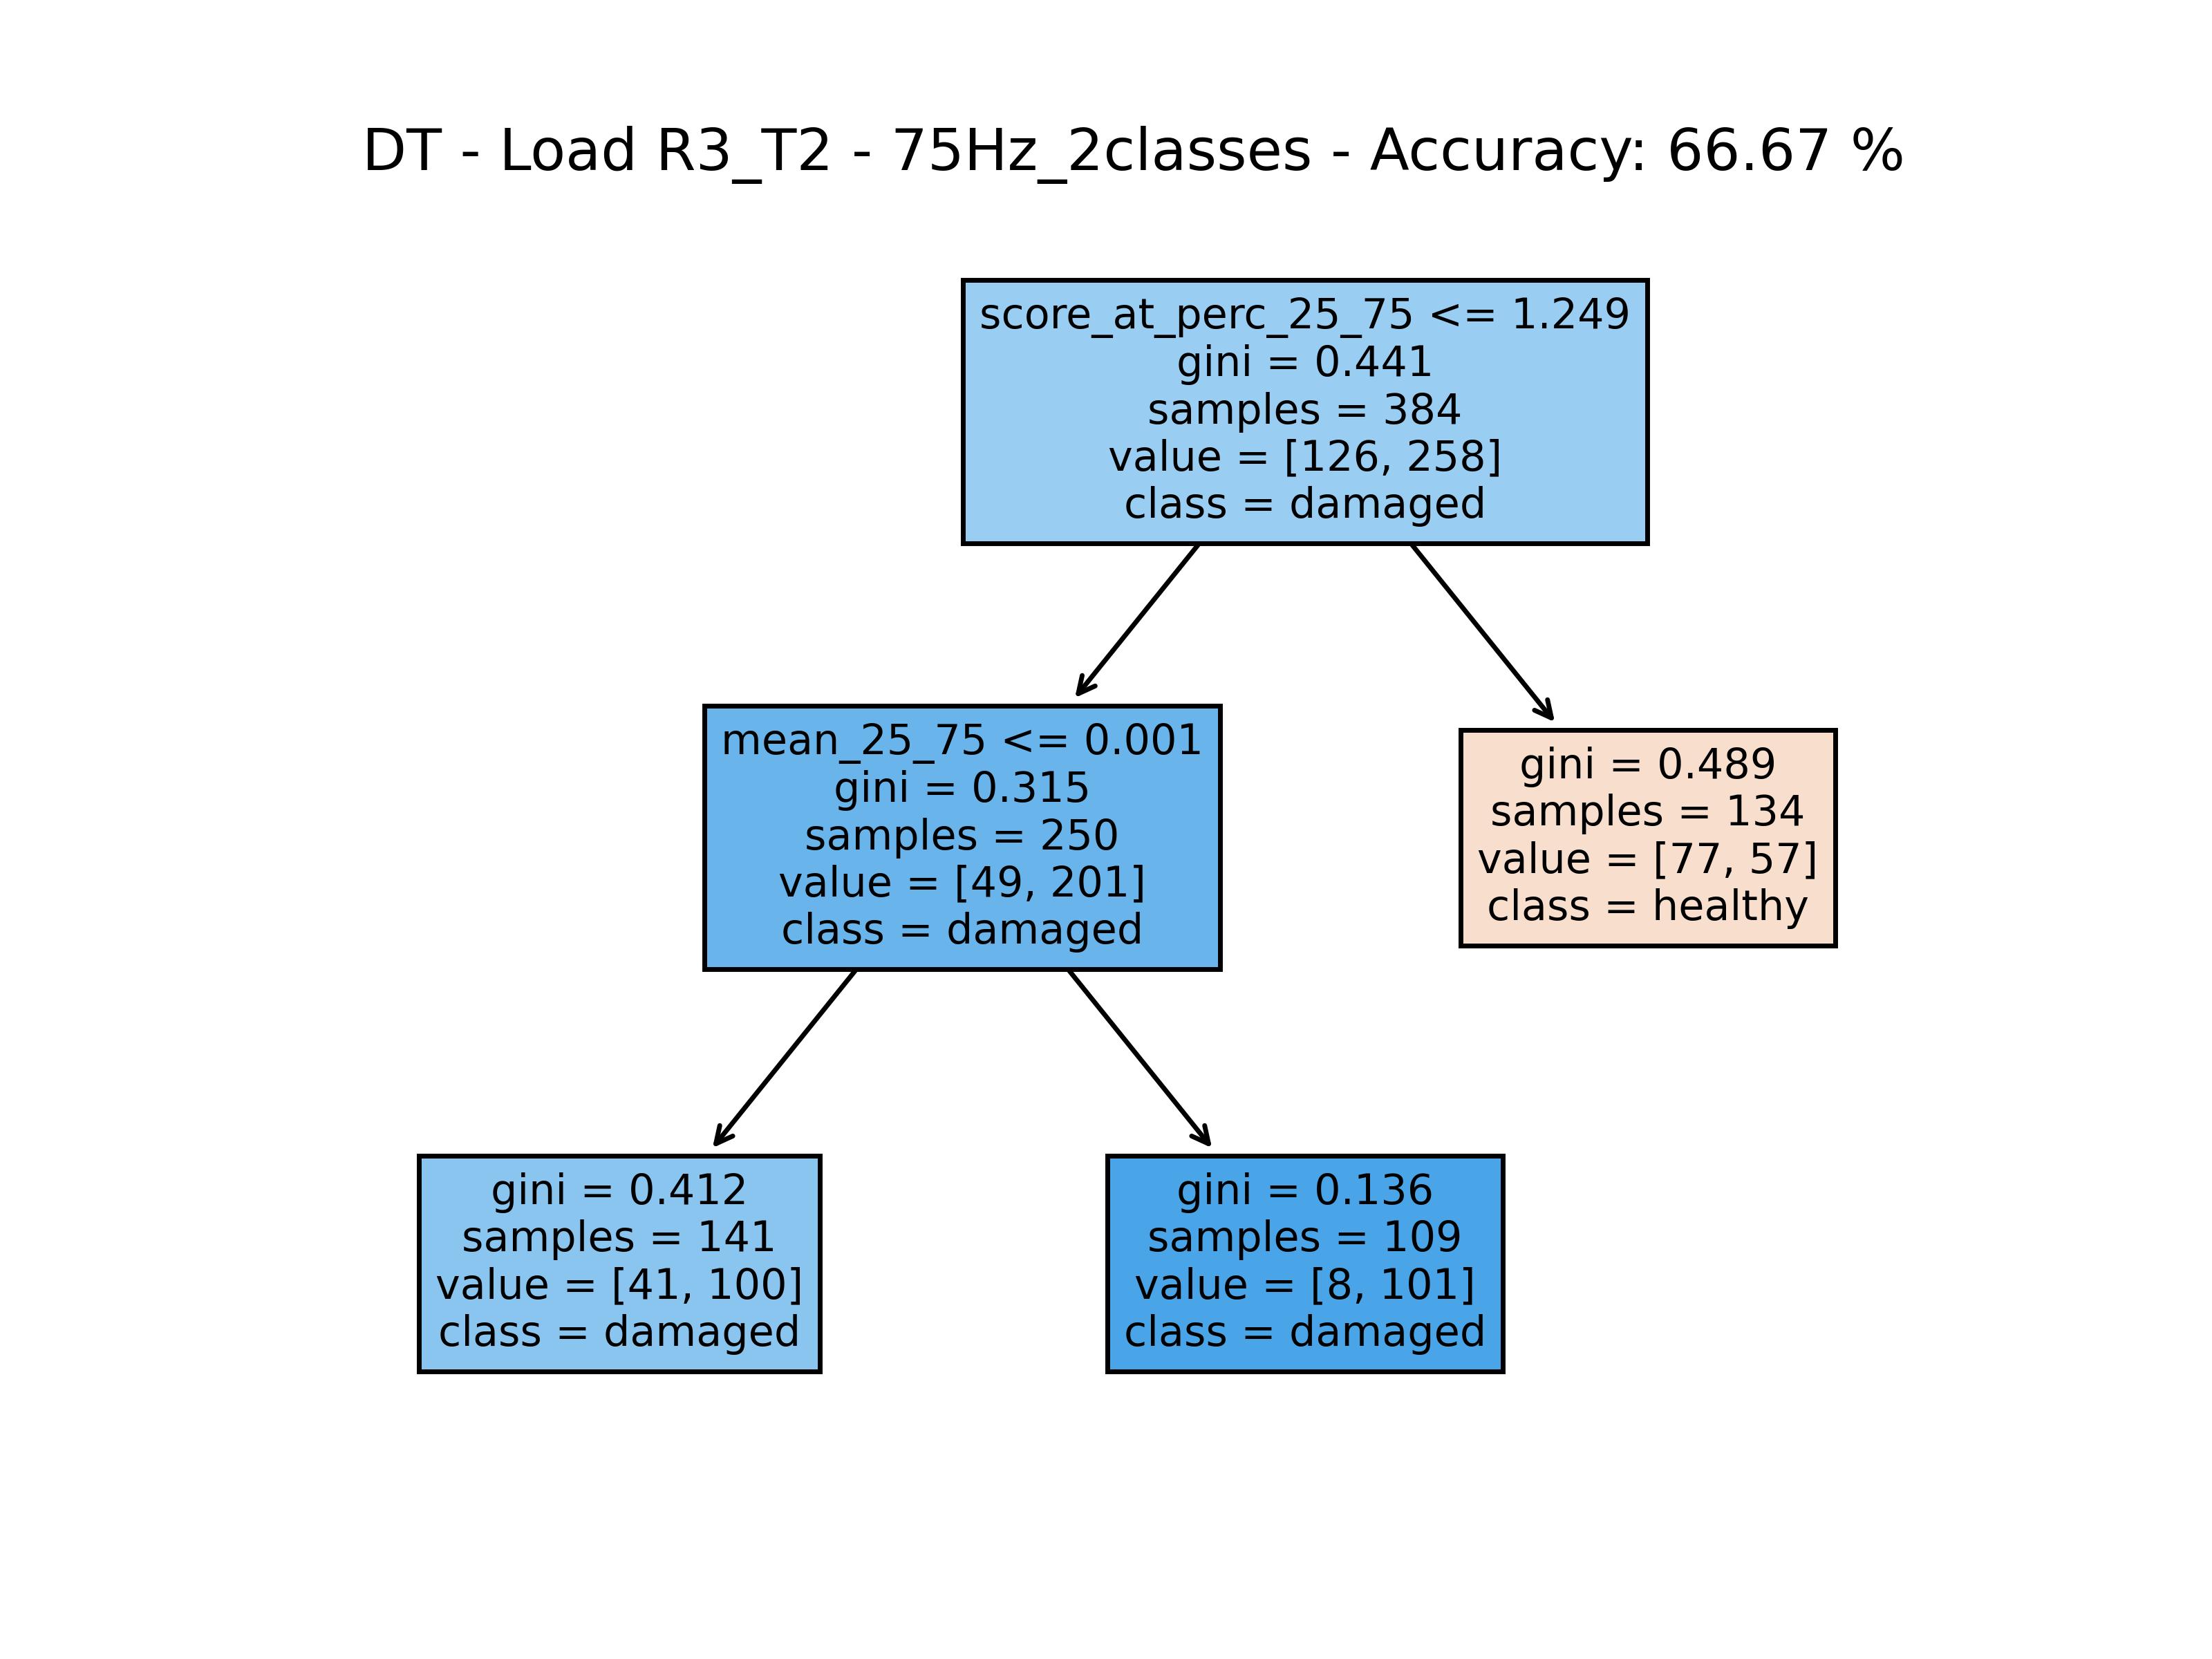 DT - Load R3_T2 - 75Hz_2classes - Accuracy: 66.67 %
score_at_perc_25_75 <= 1.249
gini = 0.441
samples = 384
value = [126, 258]
class = damaged
mean_25_75 <= 0.001
gini = 0.315
samples = 250
value = [49, 201]
class = damaged
gini = 0.489
samples = 134
value = [77, 57]
class = healthy
gini = 0.412
samples = 141
value = [41, 100]
class = damaged
gini = 0.136
samples = 109
value = [8, 101]
class = damaged